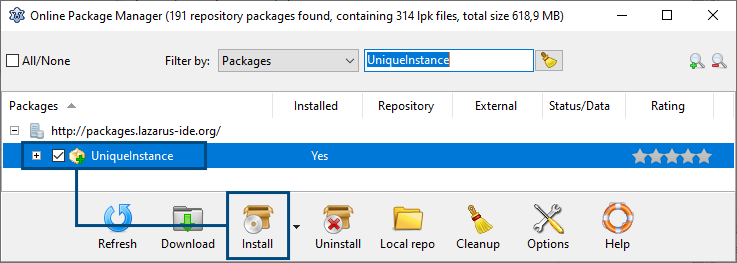 Online Package Manager (191 repository packages found, containing 314 lpk files, total size 618,9 MB)
All/None Filter by: Packages UniqueInstance
Packages Installed Repository External Status/Data Rating
http://packages.lazarus-ide.org/
UniqueInstance Yes
Refresh Download Install Uninstall Local repo Cleanup Options Help